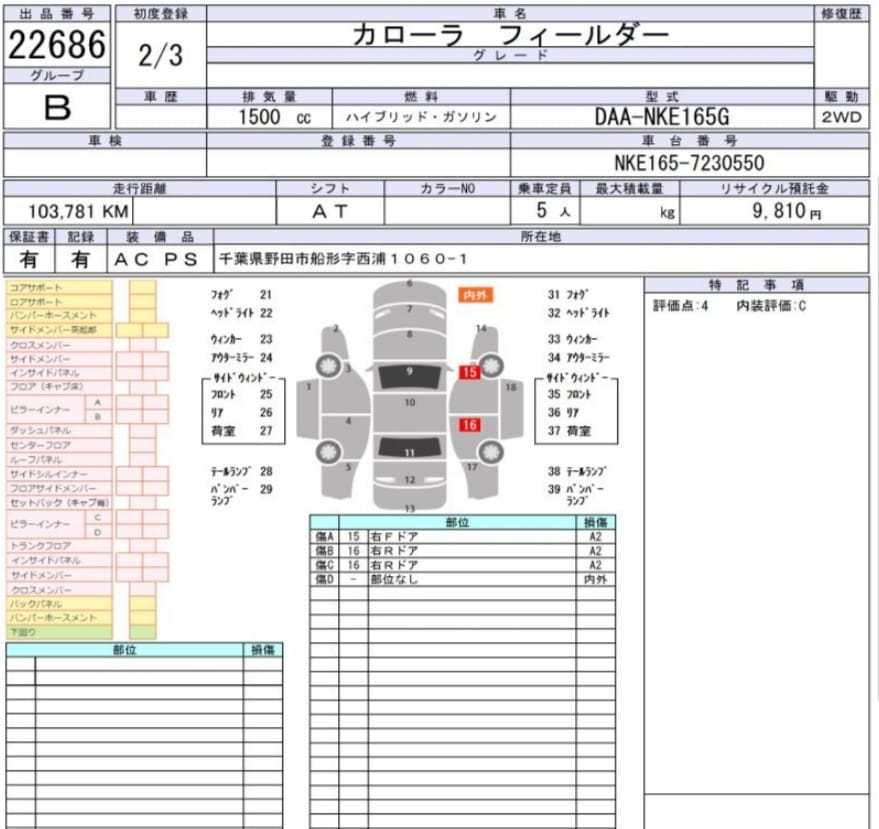 出品番号 初度登録 車名 修復歴
22686 2/3 カローラ フィールダー
グループ グレード
B
車歴 排気量 燃料 型式 駆動
1500 cc ハイブリッド・ガソリン DAA-NKE165G 2WD
車検 登録番号 車台番号
NKE165-7230550
走行距離 シフト カラーNO 乗車定員 最大積載量 リサイクル預託金
103,781 KM AT 5 人 kg 9,810 円
保証書 記録 装備品 所在地
有 有 AC PS 千葉県野田市船形字西浦1060-1
コアサポート
ロアサポート
バンパーホースメント
サイドメンバー突起部
クロスメンバー
サイドメンバー
インサイドパネル
フロア (キャブ床)
ピラーインナー A
B
ダッシュパネル
センターフロア
ルーフパネル
サイドシルインナー
フロアサイドメンバー
セットバック (キャブ背)
ピラーインナー C
D
トランクフロア
インサイドパネル
サイドメンバー
クロスメンバー
バックパネル
バンパーホースメント
下回り
フォグ 21
ヘッドライト 22
ウィンカー 23
アウターミラー 24
サイドウィンドー
フロント 25
リア 26
荷室 27
テールランプ 28
バンパー 29
ランプ
6
7
8
2 14
3
9 15
1 18
10
4 16
11
5 17
12
13
内外
31 フォグ
32 ヘッドライト
33 ウィンカー
34 アウターミラー
サイドウィンドー
35 フロント
36 リア
37 荷室
38 テールランプ
39 バンパー
ランプ
特記事項
評価点:4 内装評価:C
部位 損傷
傷A 15 右Fドア A2
傷B 16 右Rドア A2
傷C 16 右Rドア A2
傷D - 部位なし 内外
部位 損傷